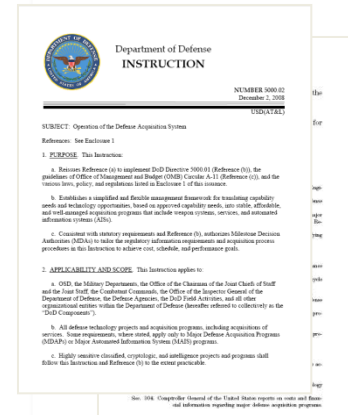 Department of Defense
INSTRUCTION
NUMBER 5000.02
December 2, 2008
USD(AT&L)
SUBJECT: Operation of the Defense Acquisition System
References: See Enclosure 1
1. PURPOSE. This Instruction:
a. Reissues Reference (a) to implement DoD Directive 5000.01 (Reference (b)), the
guidelines of Office of Management and Budget (OMB) Circular A-11 (Reference (c)), and the
various laws, policy, and regulations listed in Enclosure 1 of this issuance.
b. Establishes a simplified and flexible management framework for translating capability
needs and technology opportunities, based on approved capability needs, into stable, affordable,
and well-managed acquisition programs that include weapon systems, services, and automated
information systems (AISs).
c. Consistent with statutory requirements and Reference (b), authorizes Milestone Decision
Authorities (MDAs) to tailor the regulatory information requirements and acquisition process
procedures in this Instruction to achieve cost, schedule, and performance goals.
2. APPLICABILITY AND SCOPE. This Instruction applies to:
a. OSD, the Military Departments, the Office of the Chairman of the Joint Chiefs of Staff
and the Joint Staff, the Combatant Commands, the Office of the Inspector General of the
Department of Defense, the Defense Agencies, the DoD Field Activities, and all other
organizational entities within the Department of Defense (hereafter referred to collectively as the
"DoD Components").
b. All defense technology projects and acquisition programs, including acquisitions of
services. Some requirements, where stated, apply only to Major Defense Acquisition Programs
(MDAPs) or Major Automated Information System (MAIS) programs.
c. Highly sensitive classified, cryptologic, and intelligence projects and programs shall
follow this Instruction and Reference (b) to the extent practicable.
the
for
Sec. 104. Comptroller General of the United States reports on costs and finan-
cial information regarding major defense acquisition programs.